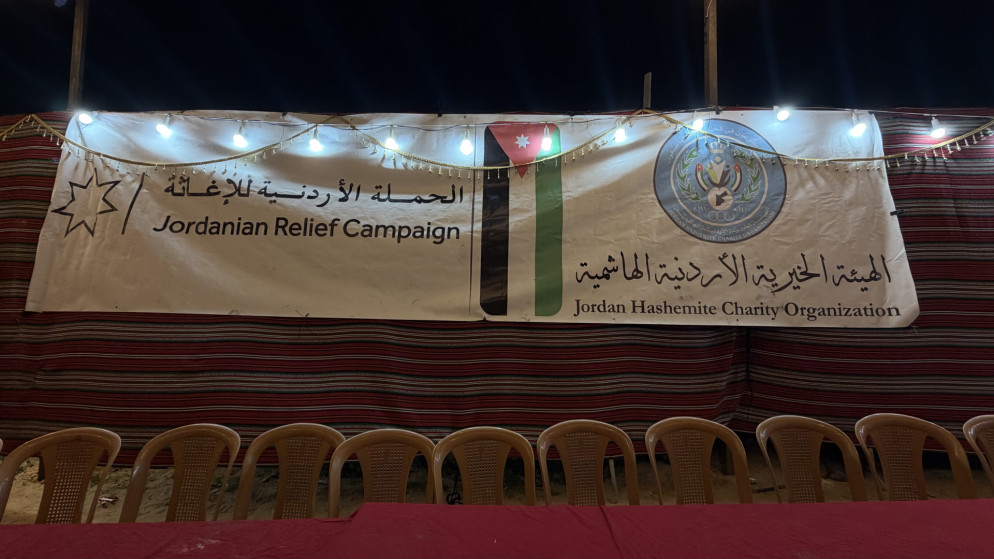 الحملة الأردنية للإغاثة
Jordanian Relief Campaign
الهيئة الخيرية الأردنية الهاشمية
Jordan Hashemite Charity Organization